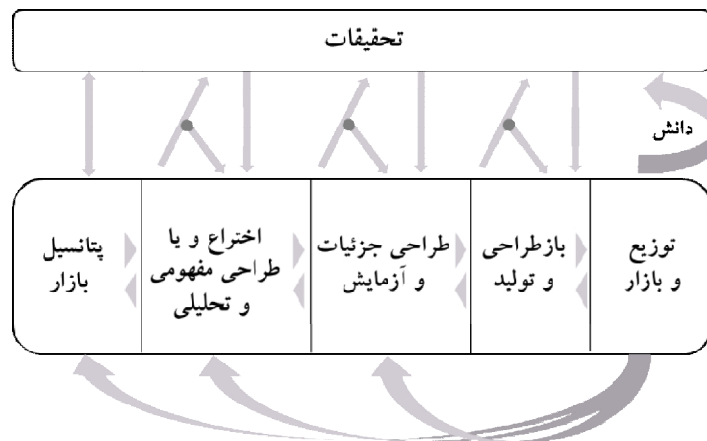 تحقیقات
دانش
پتانسیل
بازار
اختراع و یا
طراحی مفهومی
و تحلیلی
طراحی جزئیات
و آزمایش
بازطراحی
و تولید
توزیع
و بازار